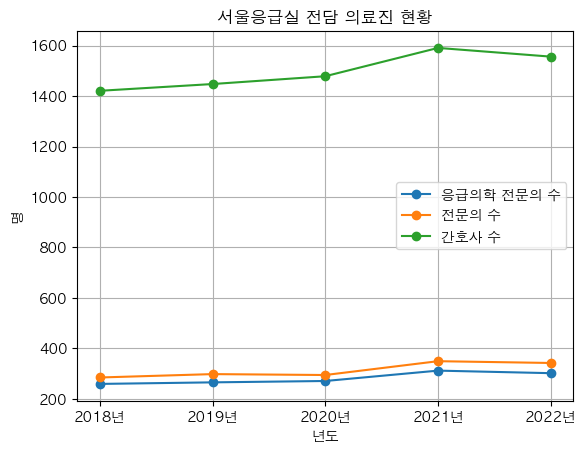 서울응급실 전담 의료진 현황
1600
1400
1200
1000
800
600
400
200
명
응급의학 전문의 수
전문의 수
간호사 수
2018년
2019년
2020년
2021년
2022년
년도